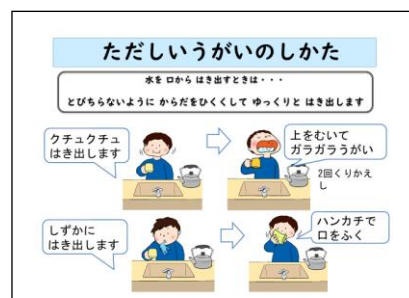 ただしいうがいのしかた
水を 口から はき出すときは・・・
とびちらないように からだをひくくして ゆっくりと はき出します
クチュクチュ
はき出します
上をむいて
ガラガラうがい
2回くりかえ
し
しずかに
はき出します
ハンカチで
口をふく